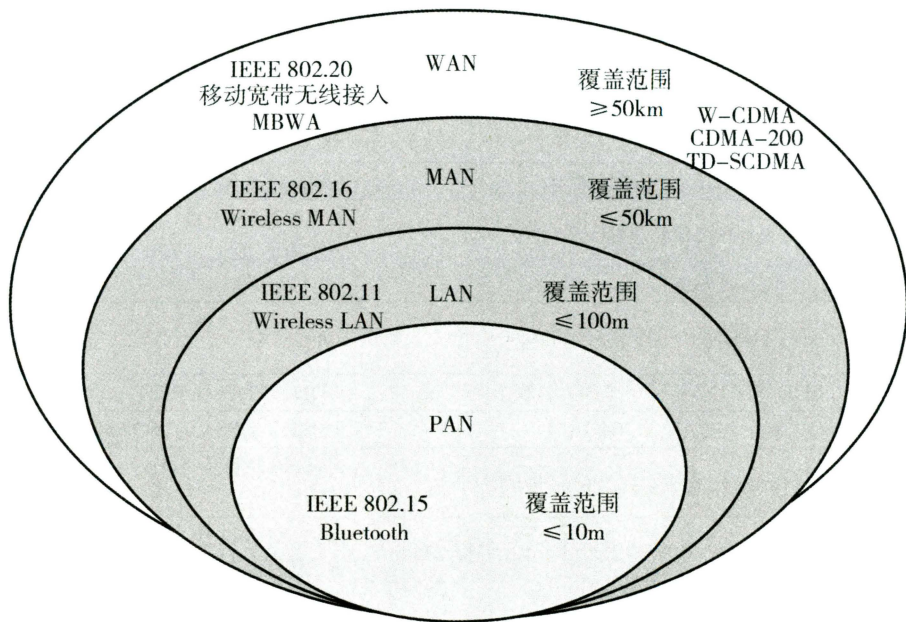 IEEE 802.20
移动宽带无线接入
MBWA
WAN
覆盖范围
≥50km
W-CDMA
CDMA-200
TD-SCDMA
IEEE 802.16
Wireless MAN
MAN
覆盖范围
≤50km
IEEE 802.11
Wireless LAN
LAN
覆盖范围
≤100m
PAN
IEEE 802.15
Bluetooth
覆盖范围
≤10m